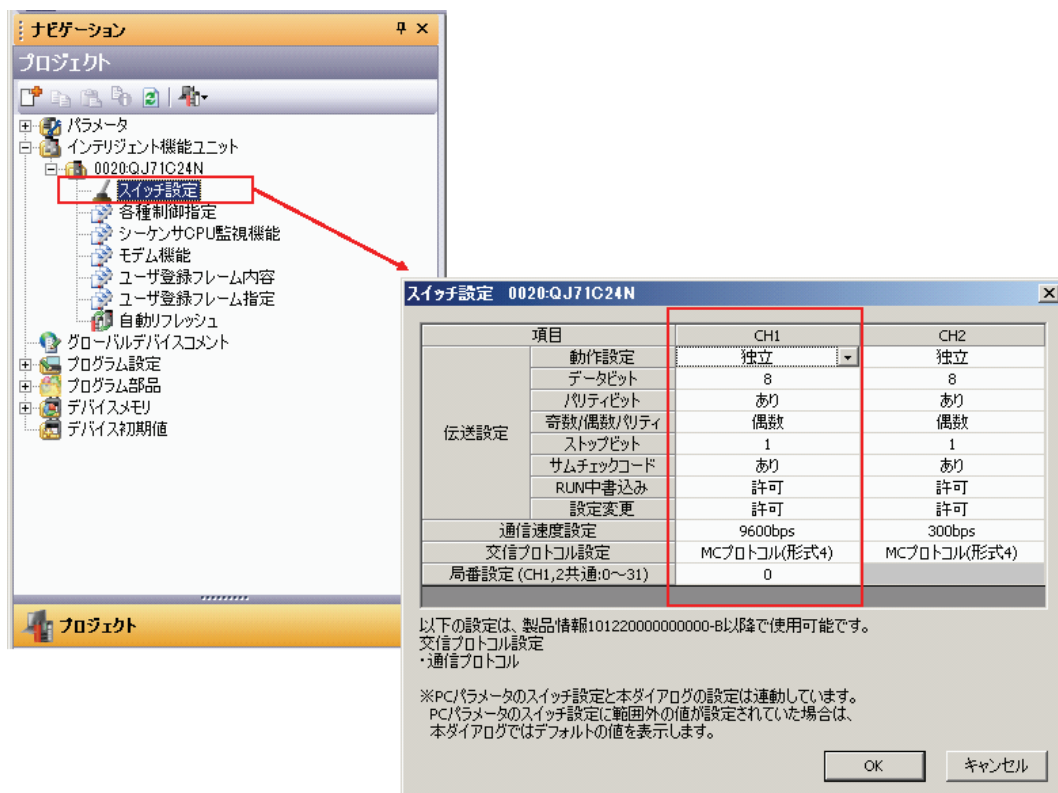 ナビゲーション
プロジェクト
パラメータ
インテリジェント機能ユニット
0020:QJ71C24N
スイッチ設定
各種制御指定
シーケンサCPU監視機能
モデム機能
ユーザ登録フレーム内容
ユーザ登録フレーム指定
自動リフレッシュ
グローバルデバイスコメント
プログラム設定
プログラム部品
デバイスメモリ
デバイス初期値
プロジェクト
スイッチ設定 0020:QJ71C24N
項目 CH1 CH2
伝送設定
動作設定 独立 独立
データビット 8 8
パリティビット あり あり
奇数/偶数パリティ 偶数 偶数
ストップビット 1 1
サムチェックコード あり あり
RUN中書込み 許可 許可
設定変更 許可 許可
通信速度設定 9600bps 300bps
交信プロトコル設定 MCプロトコル(形式4) MCプロトコル(形式4)
局番設定(CH1,2共通:0～31) 0
以下の設定は、製品情報101220000000000-B以降で使用可能です。
交信プロトコル設定
・通信プロトコル
※PCパラメータのスイッチ設定と本ダイアログの設定は連動しています。
PCパラメータのスイッチ設定に範囲外の値が設定されていた場合は、
本ダイアログではデフォルトの値を表示します。
OK キャンセル